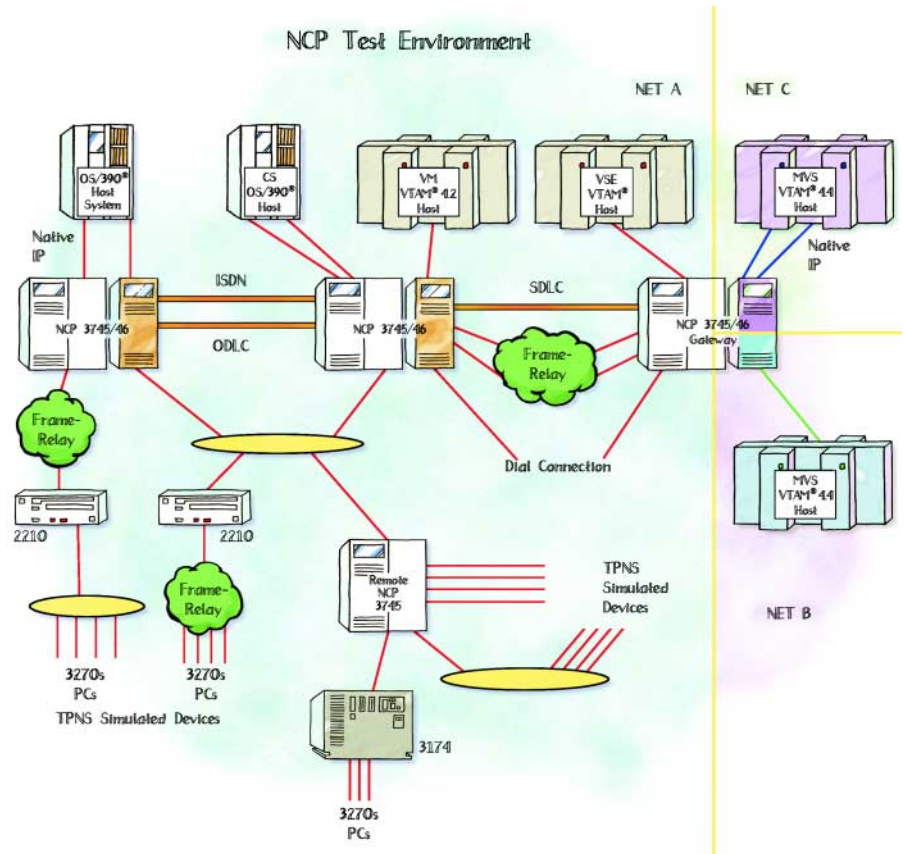 NCP Test Environment
NET A
NET C
OS/390® Host System
CS OS/390® Host
VM VTAM® 4.1.2 Host
VSE VTAM® Host
MVS VTAM® 4.4.1 Host
Native IP
Native IP
ISDN
SDLC
NCP 3745/46
NCP 3745/46
NCP 3745/46 Gateway
ODLC
Frame-Relay
Frame-Relay
Dial Connection
MVS VTAM® 4.4.1 Host
2210
2210
Frame-Relay
Remote NCP 3745
TPNS Simulated Devices
NET B
3270s PCs
3270s PCs
TPNS Simulated Devices
3174
3270s PCs